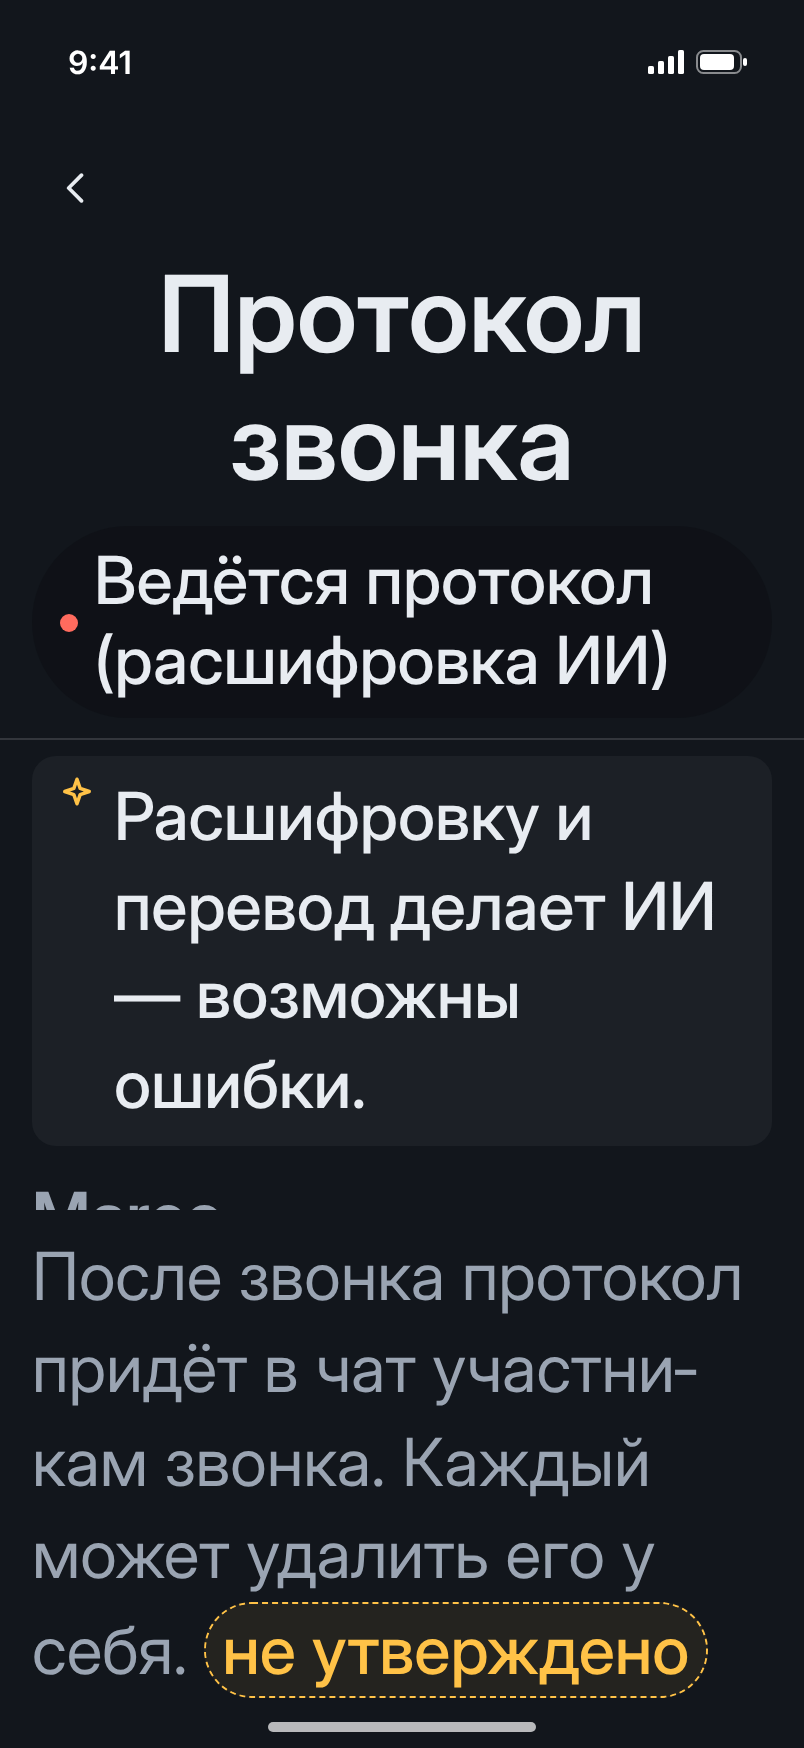 9:41
Протокол
звонка
Ведётся протокол
(расшифровка ИИ)
Расшифровку и
перевод делает ИИ
— возможны
ошибки.
После звонка протокол
придёт в чат участни-
кам звонка. Каждый
может удалить его у
себя. не утверждено